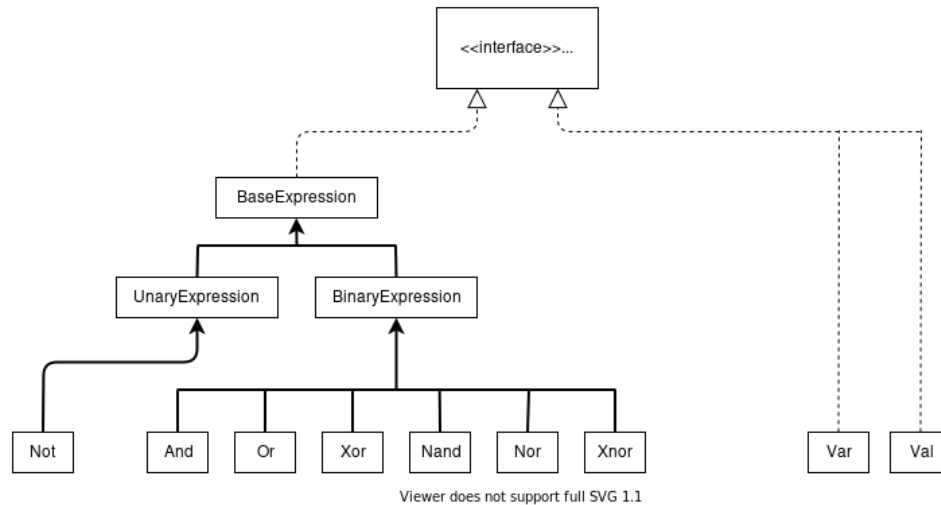 <<interface>>...
BaseExpression
UnaryExpression
BinaryExpression
Not
And
Or
Xor
Nand
Nor
Xnor
Var
Val
Viewer does not support full SVG 1.1